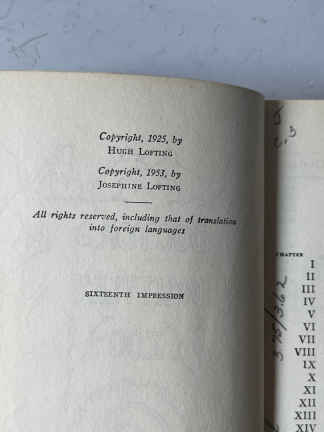 Copyright, 1925, by
HUGH LOFTING
Copyright, 1953, by
JOSEPHINE LOFTING
All rights reserved, including that of translation
into foreign languages
SIXTEENTH IMPRESSION
CHAPTER
I
II
III
IV
V
VI
VII
VIII
IX
X
XI
XII
XIII
XIV